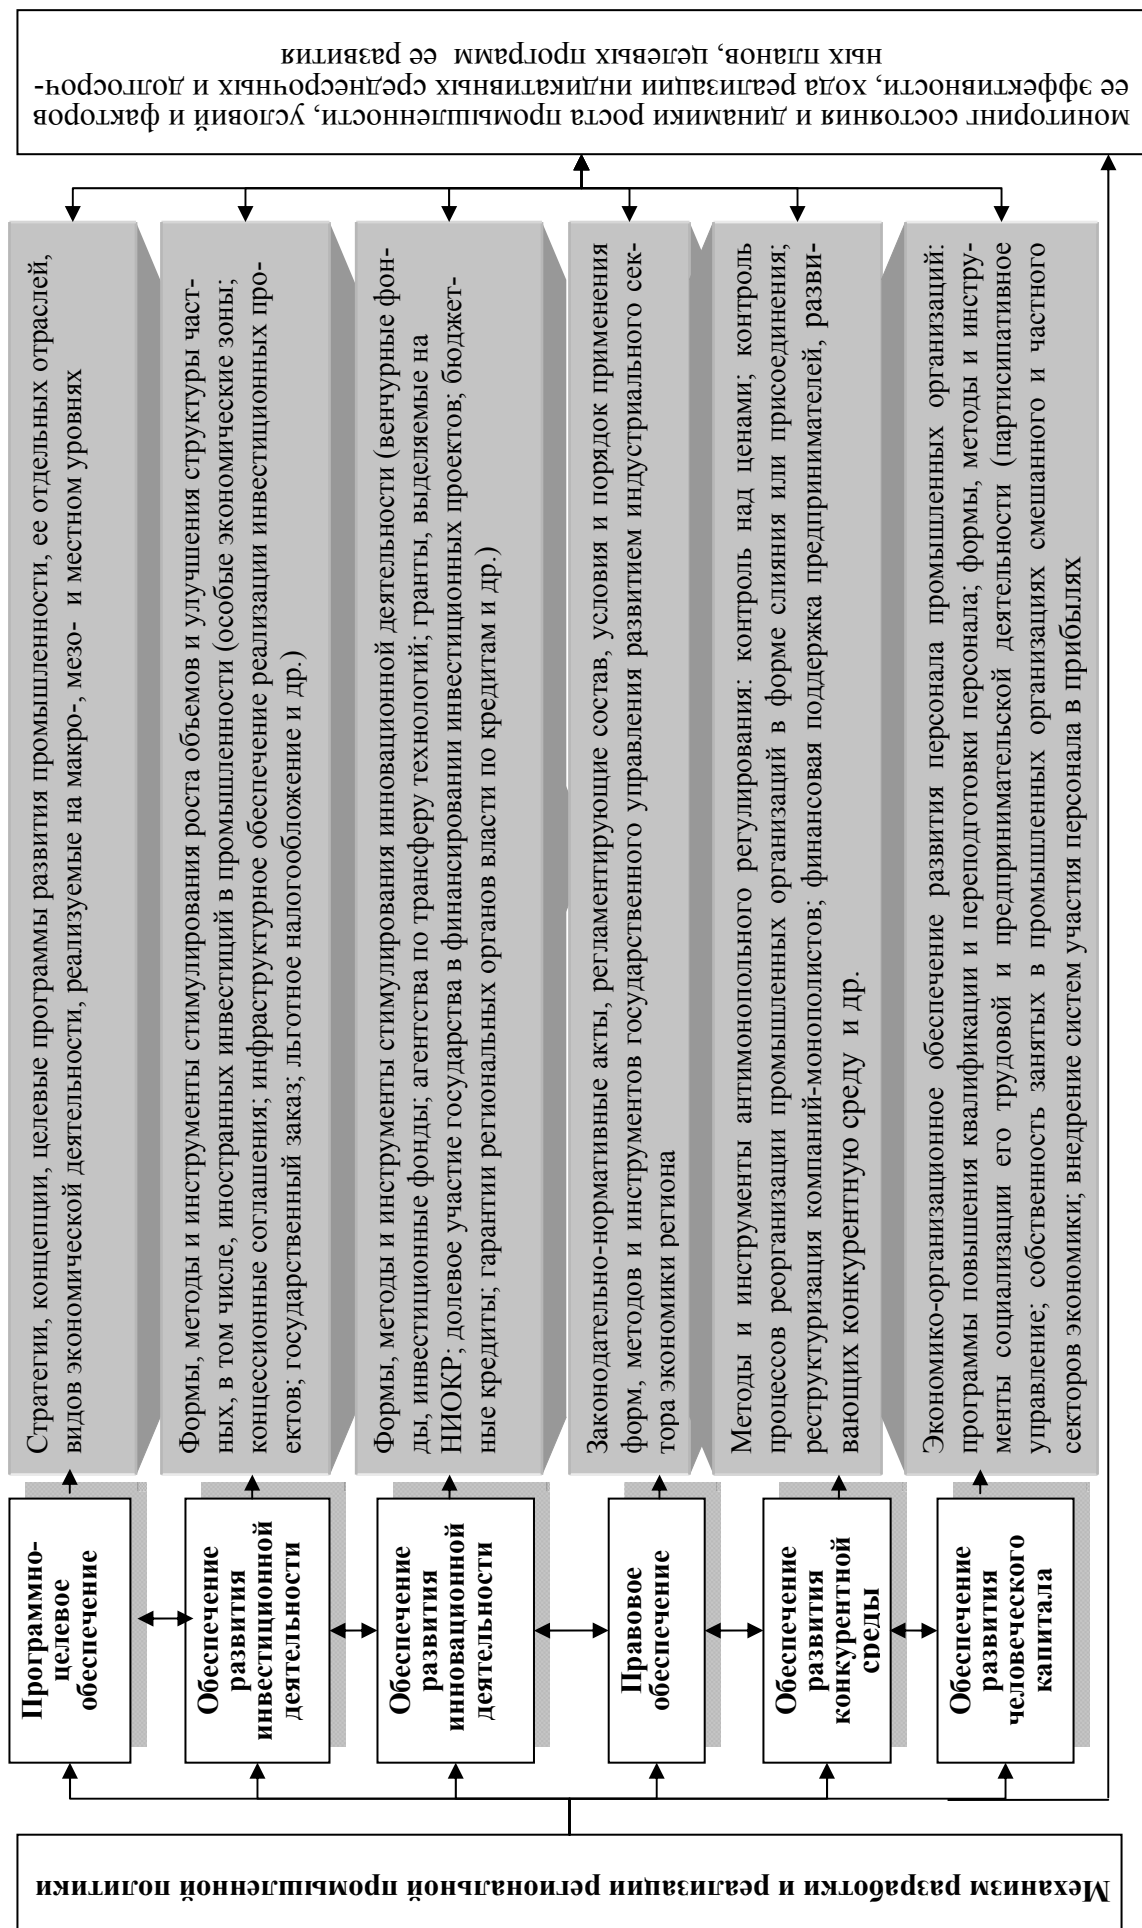 Механизм разработки и реализации региональной промышленной политики
Программно-
целевое
обеспечение
Стратегии, концепции, целевые программы развития промышленности, ее отдельных отраслей,
видов экономической деятельности, реализуемые на макро-, мезо- и местном уровнях
Обеспечение
развития
инвестиционной
деятельности
Формы, методы и инструменты стимулирования роста объемов и улучшения структуры част-
ных, в том числе, иностранных инвестиций в промышленности (особые экономические зоны;
концессионные соглашения; инфраструктурное обеспечение реализации инвестиционных про-
ектов; государственный заказ; льготное налогообложение и др.)
Обеспечение
развития
инновационной
деятельности
Формы, методы и инструменты стимулирования инновационной деятельности (венчурные фон-
ды, инвестиционные фонды; агентства по трансферу технологий; гранты, выделяемые на
НИОКР; долевое участие государства в финансировании инвестиционных проектов; бюджет-
ные кредиты; гарантии региональных органов власти по кредитам и др.)
Правовое
обеспечение
Законодательно-нормативные акты, регламентирующие состав, условия и порядок применения
форм, методов и инструментов государственного управления развитием индустриального сек-
тора экономики региона
Обеспечение
развития
конкурентной
среды
Методы и инструменты антимонопольного регулирования: контроль над ценами; контроль
процессов реорганизации промышленных организаций в форме слияния или присоединения;
реструктуризация компаний-монополистов; финансовая поддержка предпринимателей, разви-
вающих конкурентную среду и др.
Обеспечение
развития
человеческого
капитала
Экономико-организационное обеспечение развития персонала промышленных организаций:
программы повышения квалификации и переподготовки персонала; формы, методы и инстру-
менты социализации его трудовой и предпринимательской деятельности (партисипативное
управление; собственность занятых в промышленных организациях смешанного и частного
секторов экономики; внедрение систем участия персонала в прибылях
мониторинг состояния и динамики роста промышленности, условий и факторов
ее эффективности, хода реализации индикативных среднесрочных и долгосроч-
ных планов, целевых программ ее развития